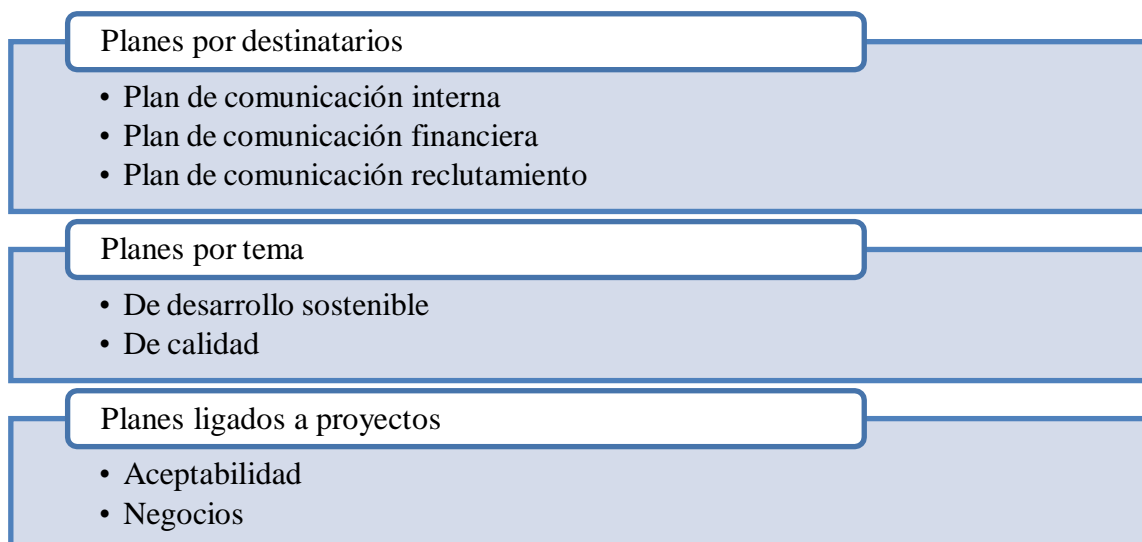 Planes por destinatarios
• Plan de comunicación interna
• Plan de comunicación financiera
• Plan de comunicación reclutamiento
Planes por tema
• De desarrollo sostenible
• De calidad
Planes ligados a proyectos
• Aceptabilidad
• Negocios